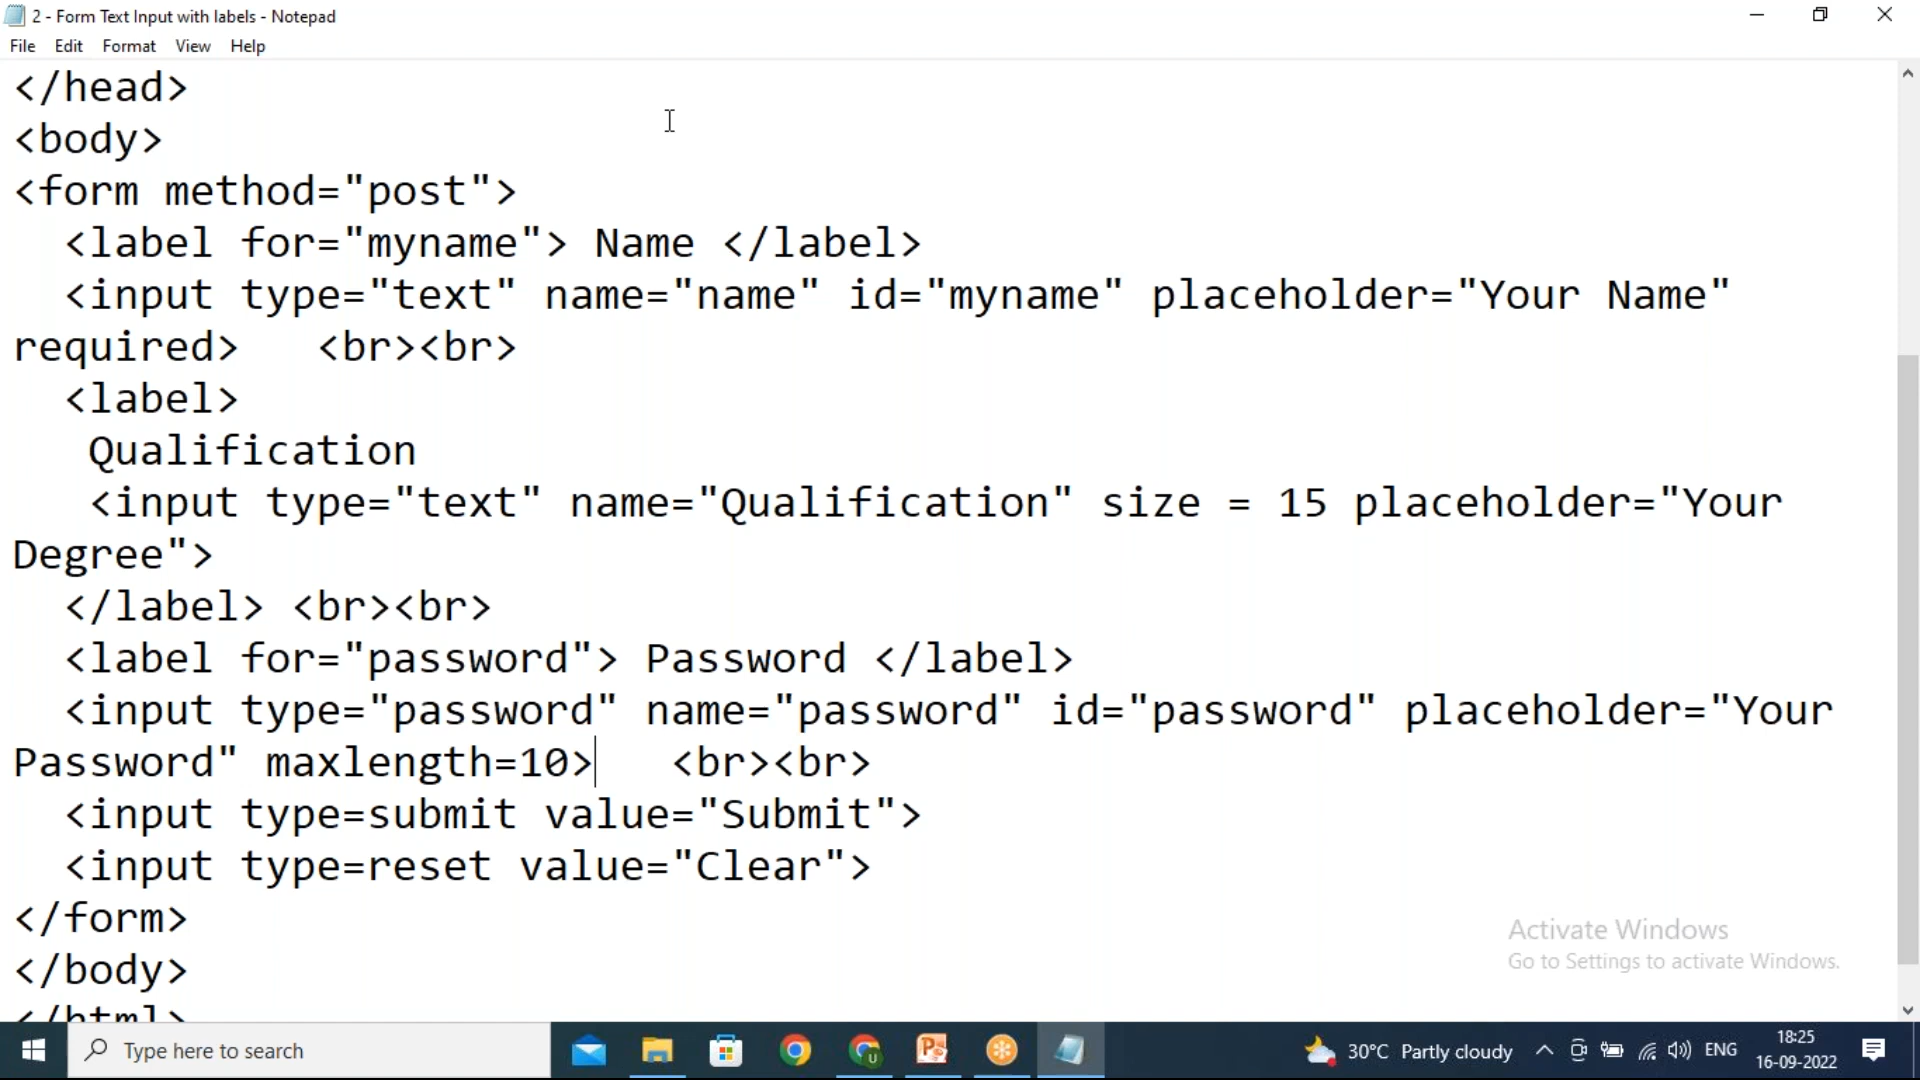 2 - Form Text Input with labels - Notepad
File Edit Format View Help
</head>
<body>
<form method="post">
<label for="myname"> Name </label>
<input type="text" name="name" id="myname" placeholder="Your Name"
required> <br><br>
<label>
Qualification
<input type="text" name="Qualification" size = 15 placeholder="Your
Degree">
</label> <br><br>
<label for="password"> Password </label>
<input type="password" name="password" id="password" placeholder="Your
Password" maxlength=10> <br><br>
<input type=submit value="Submit">
<input type=reset value="Clear">
</form>
</body>
</html>
Activate Windows
Go to Settings to activate Windows.
Type here to search
30°C Partly cloudy
ENG
18:25
16-09-2022